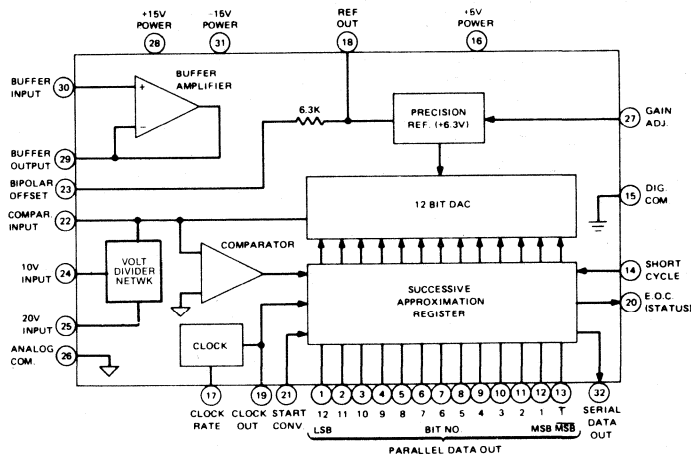 +15V POWER
28
-15V POWER
31
REF OUT
18
+5V POWER
16
BUFFER INPUT
30
BUFFER AMPLIFIER
+
−
BUFFER OUTPUT
29
6.3K
PRECISION REF. (+6.3V)
27
GAIN ADJ.
BIPOLAR OFFSET
23
12 BIT DAC
15
DIG. COM
COMPAR. INPUT
22
COMPARATOR
VOLT DIVIDER NETWK
10V INPUT
24
14
SHORT CYCLE
SUCCESSIVE APPROXIMATION REGISTER
20
E.O.C. (STATUS)
20V INPUT
25
ANALOG COM.
26
CLOCK
17
19
21
1 2 3 4 5 6 7 8 9 10 11 12 13
32
CLOCK RATE
CLOCK OUT
START CONV.
12 11 10 9 8 7 6 5 4 3 2 1 1̅
SERIAL DATA OUT
LSB
BIT NO
MSB M̅S̅B̅
PARALLEL DATA OUT